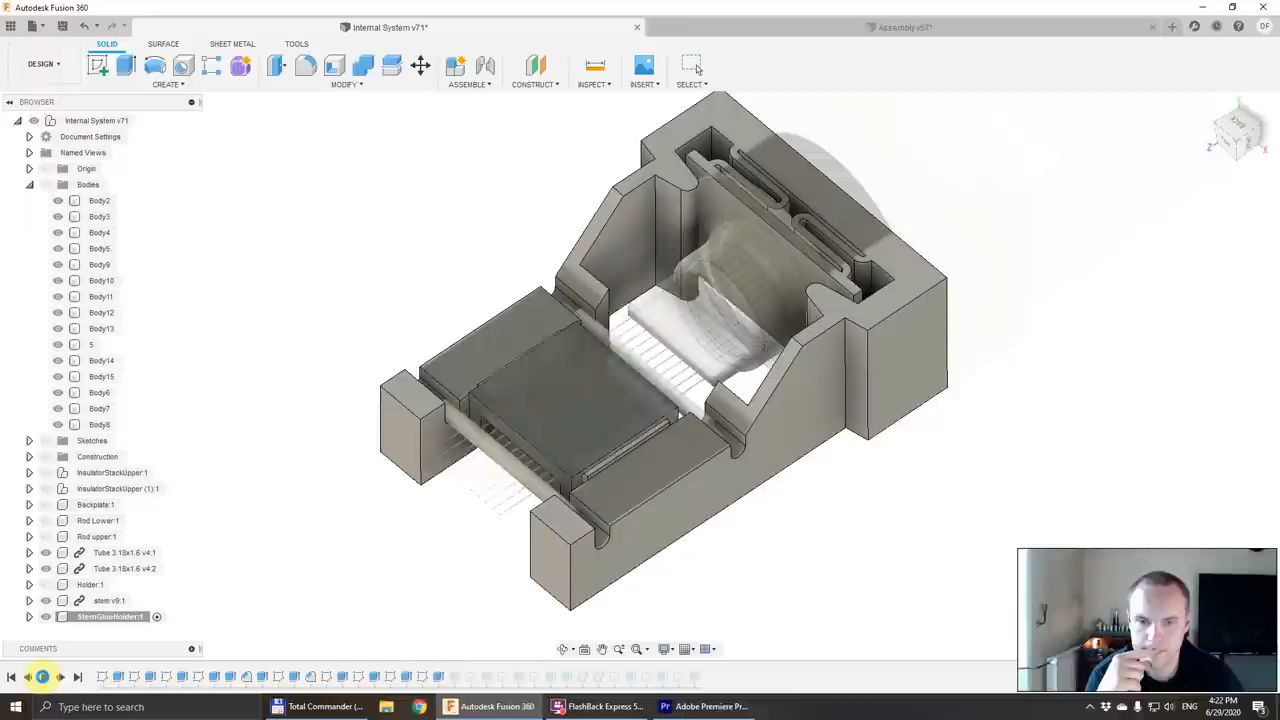 Autodesk Fusion 360
Internal System v71*
Assembly v57*
DF
SOLID
SURFACE
SHEET METAL
TOOLS
DESIGN
CREATE
MODIFY
ASSEMBLE
CONSTRUCT
INSPECT
INSERT
SELECT
BROWSER
Internal System v71
Document Settings
Named Views
Origin
Bodies
Body2
Body3
Body4
Body5
Body9
Body10
Body11
Body12
Body13
5
Body14
Body15
Body6
Body7
Body8
Sketches
Construction
InsulatorStackUpper:1
InsulatorStackUpper (1):1
Backplate:1
Rod Lower:1
Rod upper:1
Tube 3.18x1.6 v4:1
Tube 3.18x1.6 v4:2
Holder:1
stem v9:1
StemGlueHolder:1
BACK
Z
X
COMMENTS
Type here to search
Total Commander (...
Autodesk Fusion 360
FlashBack Express 5...
Adobe Premiere Pr...
ENG
4:22 PM
6/29/2020